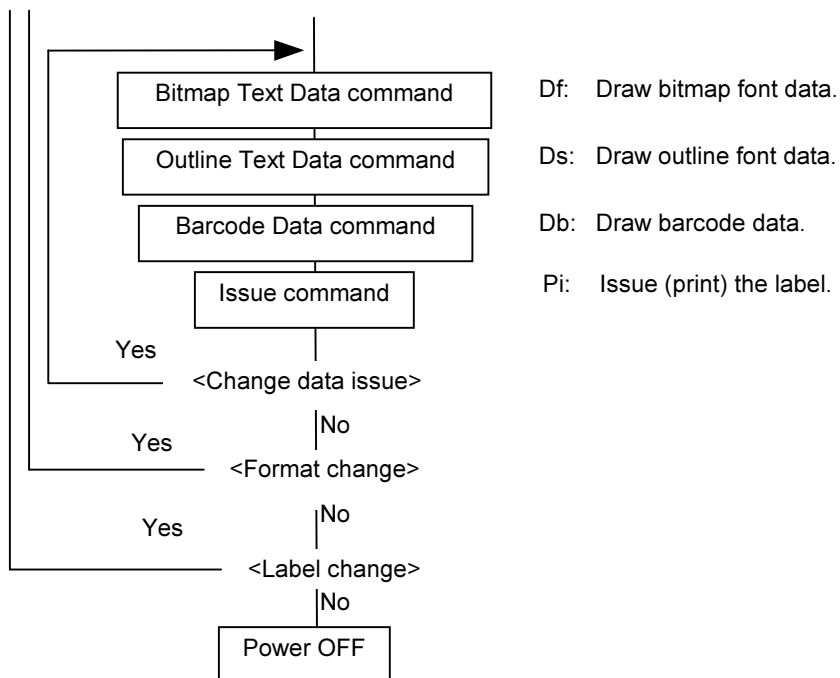 Bitmap Text Data command Df: Draw bitmap font data.
Outline Text Data command Ds: Draw outline font data.
Barcode Data command Db: Draw barcode data.
Issue command Pi: Issue (print) the label.
Yes
<Change data issue>
No
Yes
<Format change>
No
Yes
<Label change>
No
Power OFF